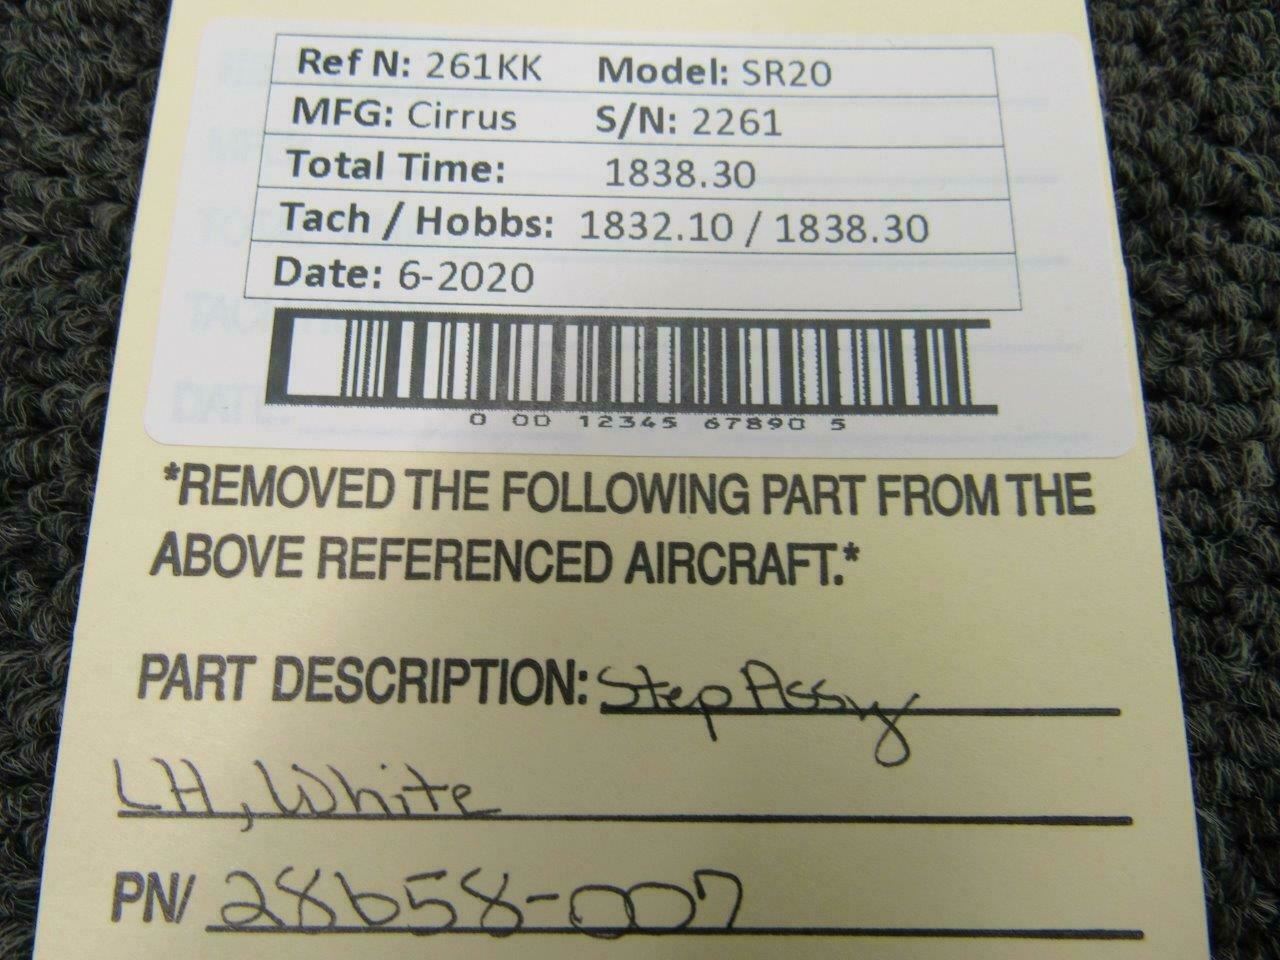 Ref N: 261KK Model: SR20
MFG: Cirrus S/N: 2261
Total Time: 1838.30
Tach / Hobbs: 1832.10 / 1838.30
Date: 6-2020
0 00 12345 67890 5
*REMOVED THE FOLLOWING PART FROM THE
ABOVE REFERENCED AIRCRAFT.*
PART DESCRIPTION: Step Assy
LH, White
PN/ 28658-007